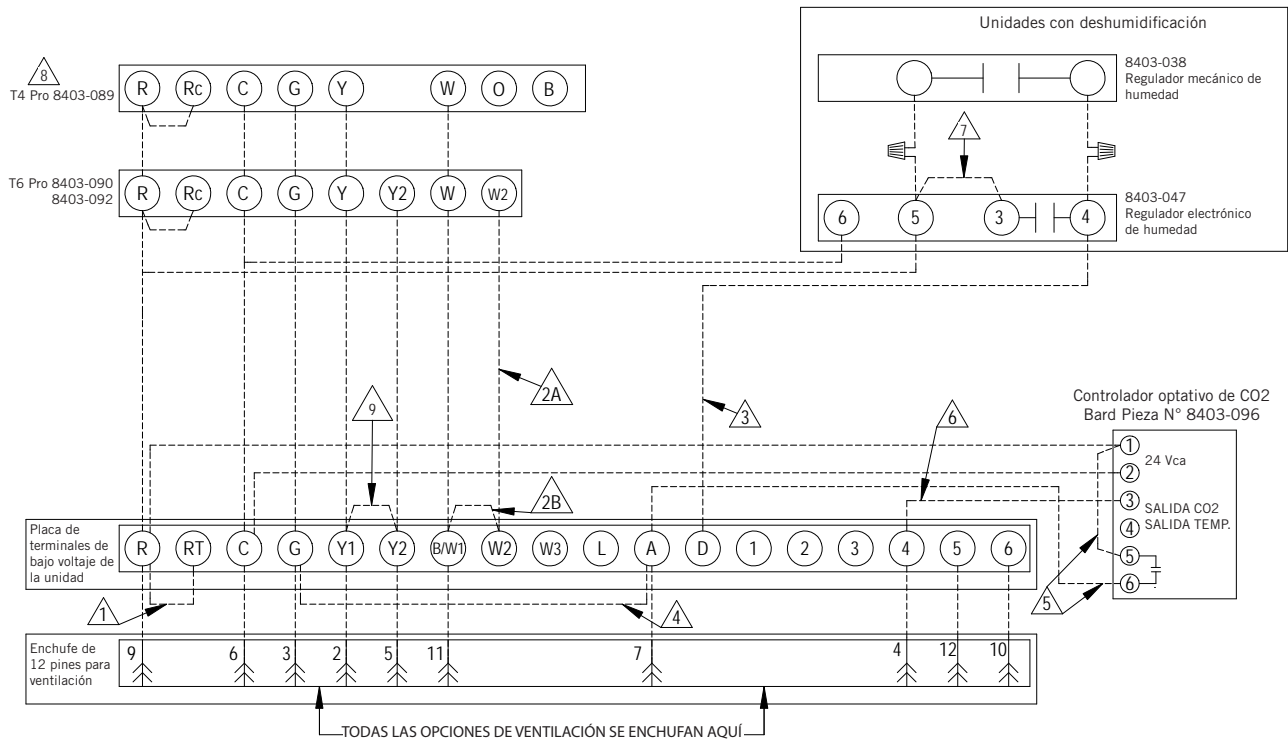 Unidades con deshumidificación
8
T4 Pro 8403-089
R Rc C G Y W O B
8403-038
Regulador mecánico de
humedad
7
T6 Pro 8403-090
8403-092
R Rc C G Y Y2 W W2
6 5 3 4
8403-047
Regulador electrónico
de humedad
2A
9
3
6
2B
Controlador optativo de CO2
Bard Pieza N° 8403-096
1
24 Vca
2
3
SALIDA CO2
4
SALIDA TEMP.
5
6
5
Placa de
terminales de
bajo voltaje de
la unidad
R RT C G Y1 Y2 B/W1 W2 W3 L A D 1 2 3 4 5 6
1
4
Enchufe de
12 pines para
ventilación
9 6 3 2 5 11 7 4 12 10
TODAS LAS OPCIONES DE VENTILACIÓN SE ENCHUFAN AQUÍ